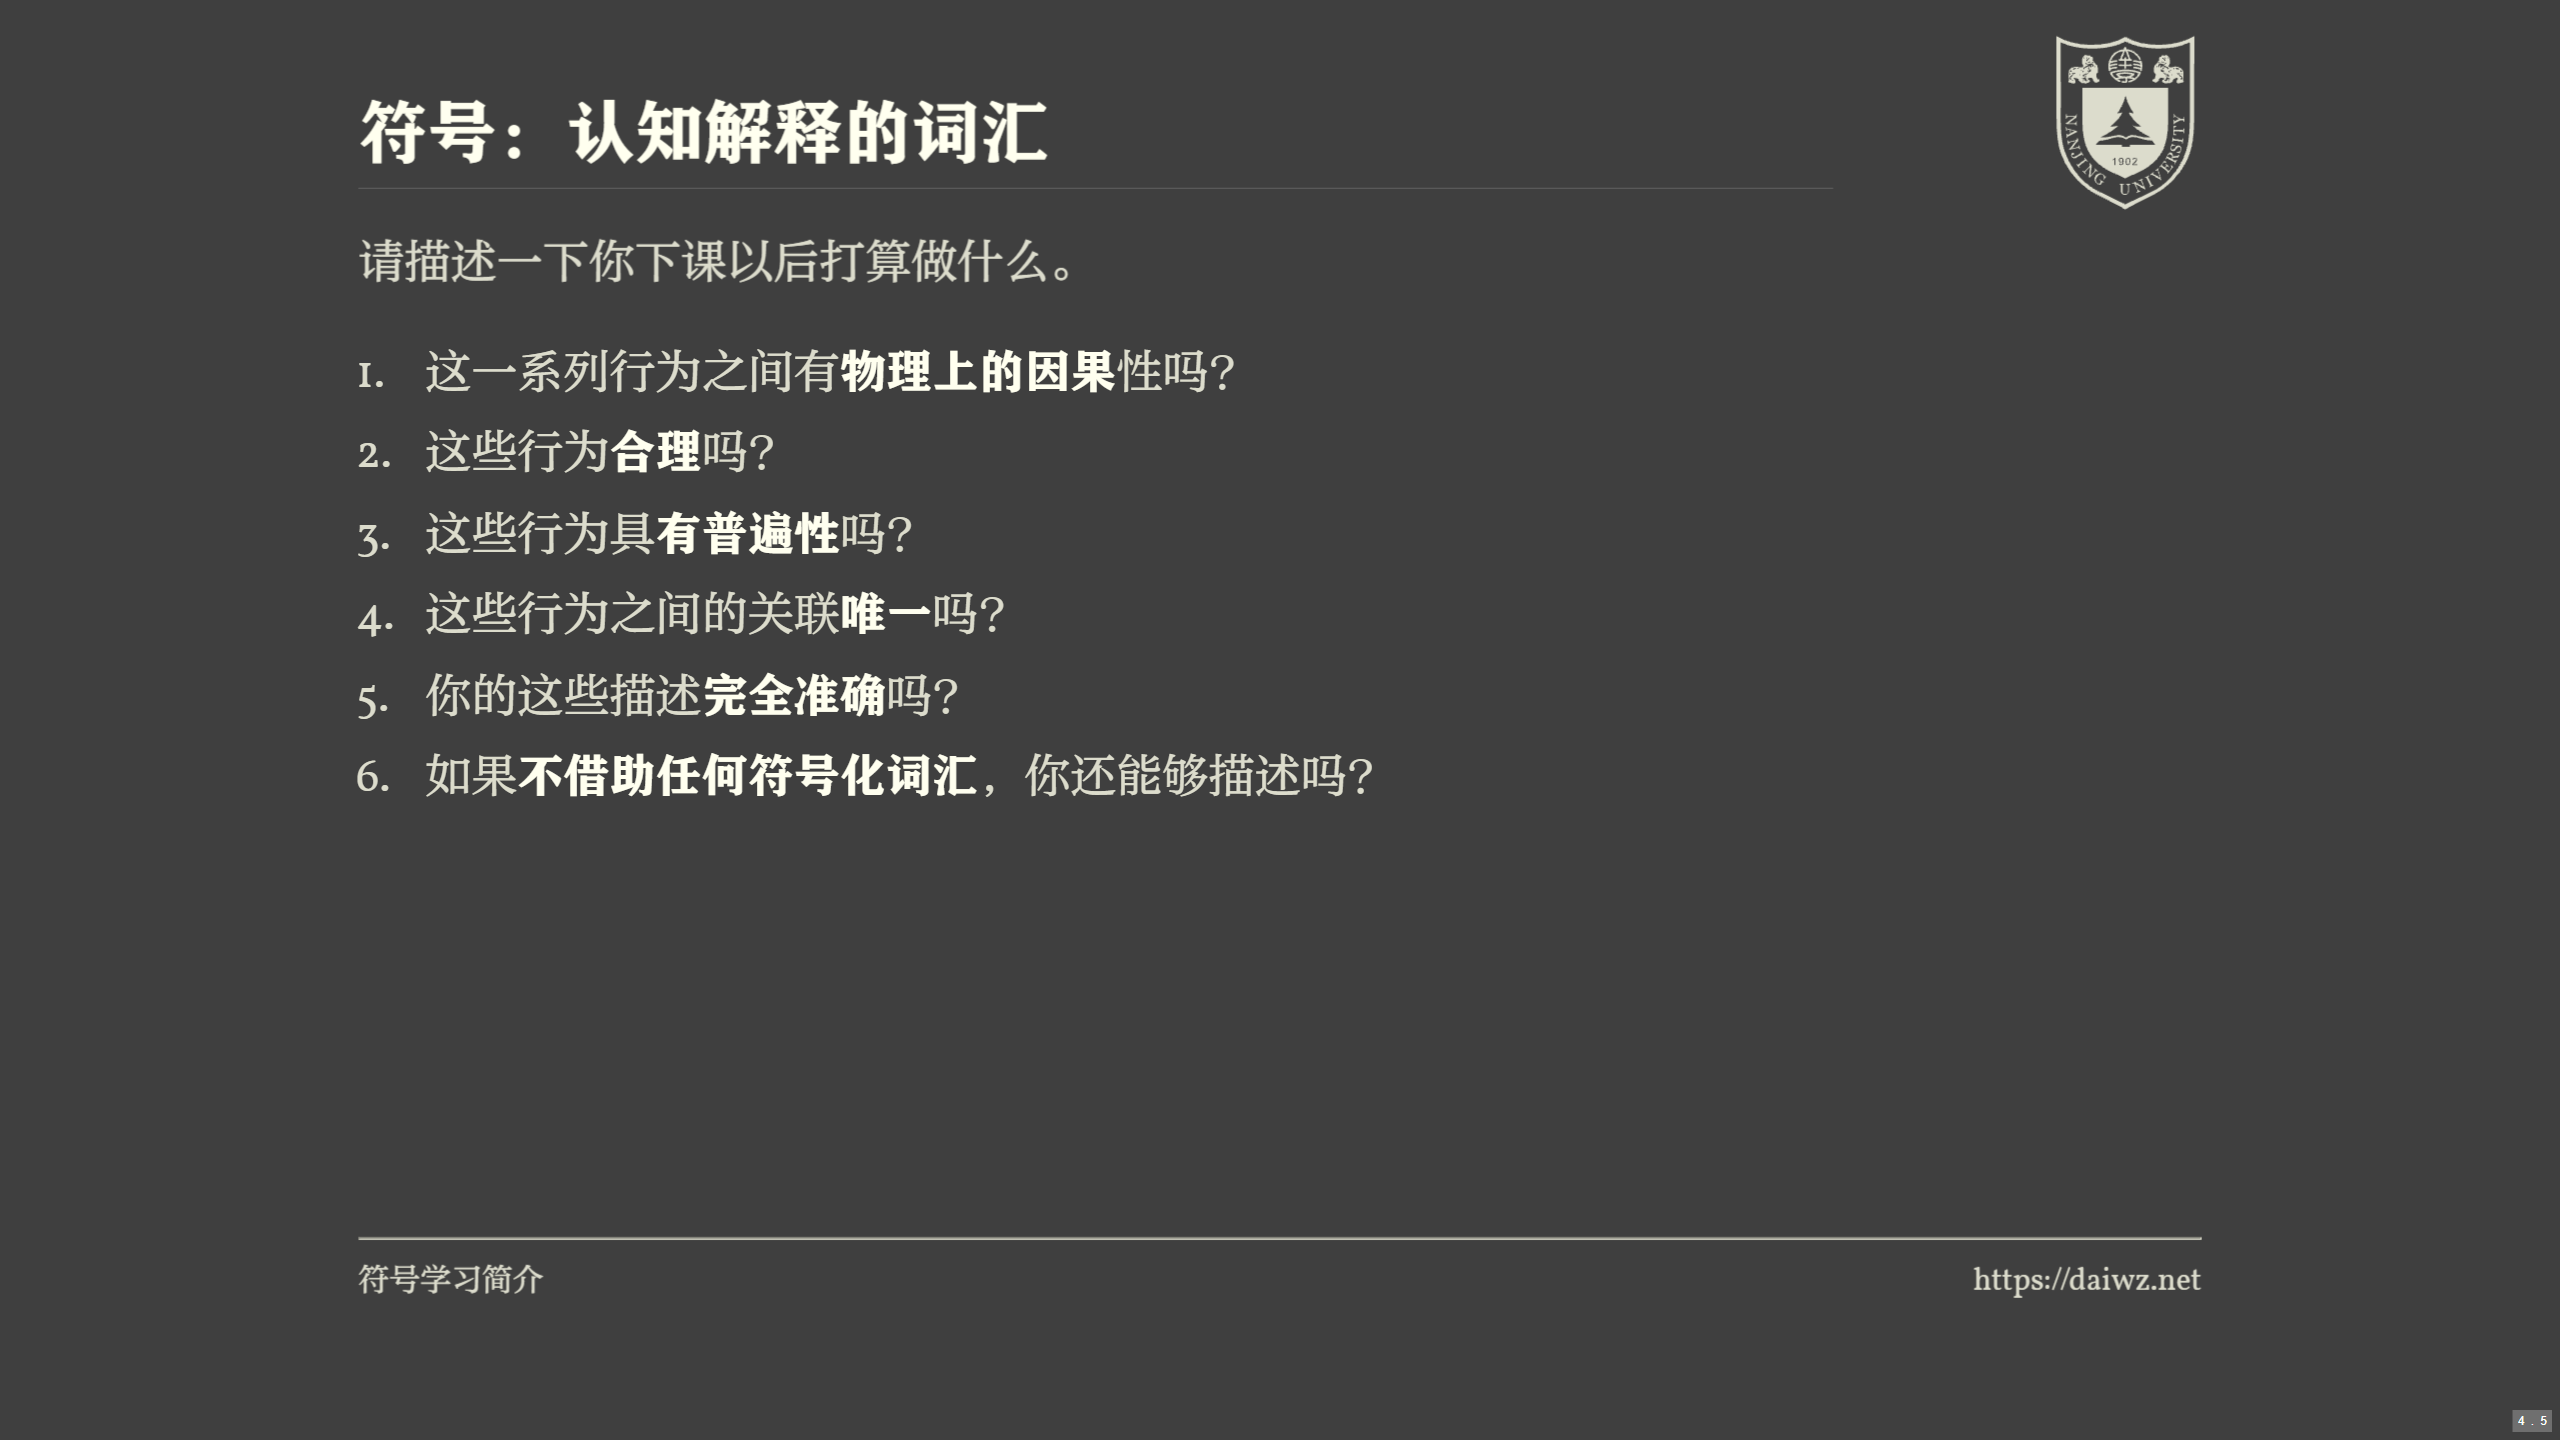 符号：认知解释的词汇
NANJING UNIVERSITY
1902
请描述一下你下课以后打算做什么。
1. 这一系列行为之间有物理上的因果性吗？
2. 这些行为合理吗？
3. 这些行为具有普遍性吗？
4. 这些行为之间的关联唯一吗？
5. 你的这些描述完全准确吗？
6. 如果不借助任何符号化词汇，你还能够描述吗？
符号学习简介
https://daiwz.net
4 . 5